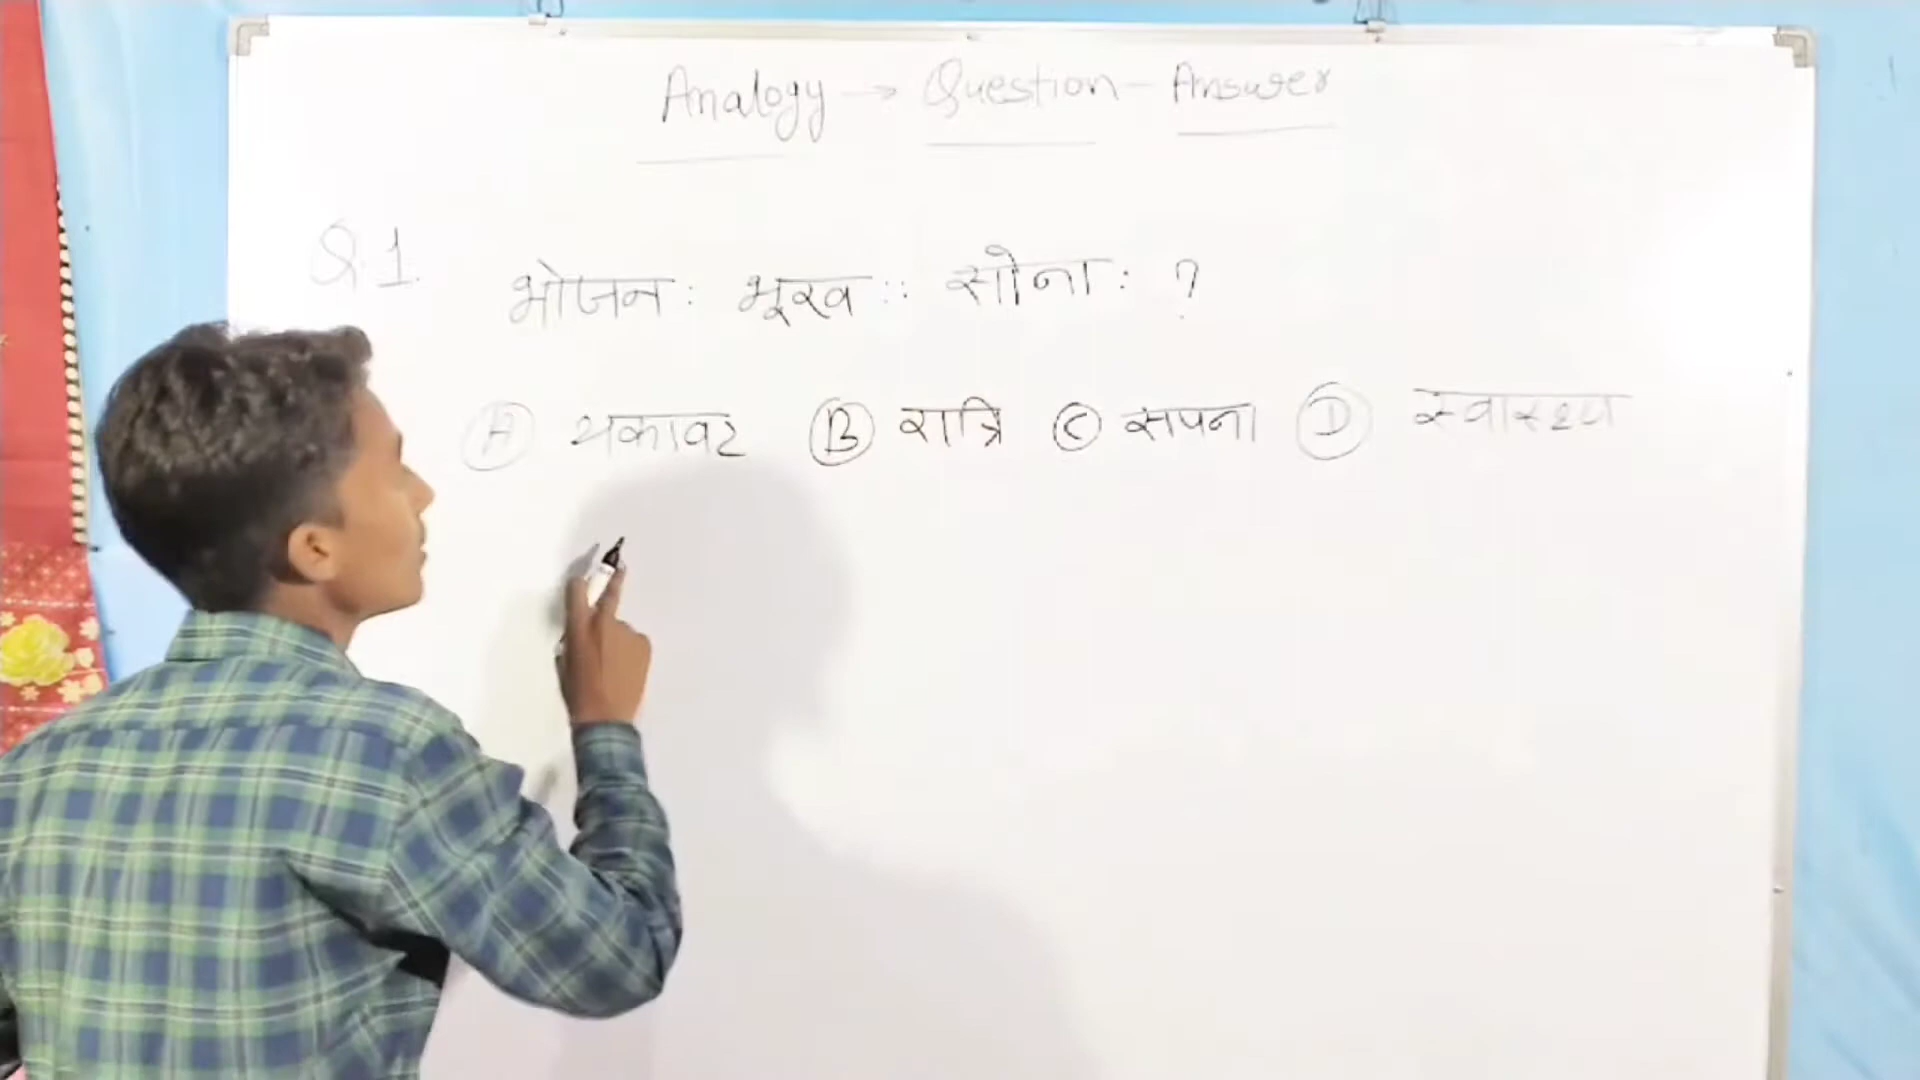 Analogy → Question - Answer
Q.1. भोजन : भूख :: सोना : ?
(A) थकावट (B) रात्रि (C) सपना (D) स्वास्थ्य